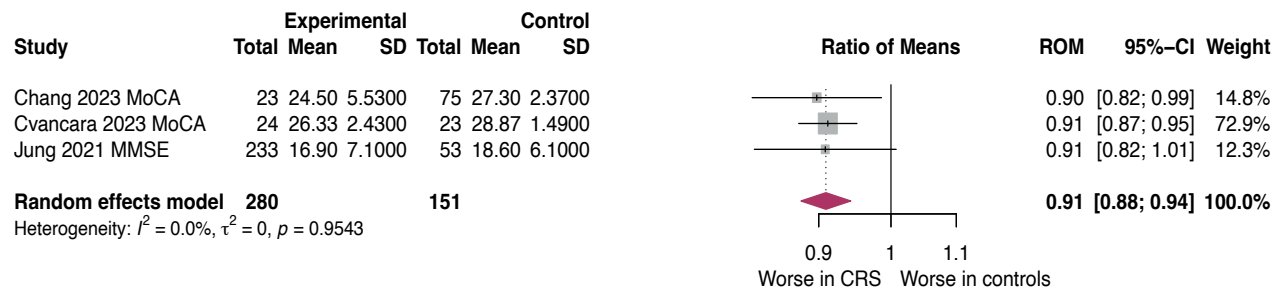 Experimental Control
Study Total Mean SD Total Mean SD Ratio of Means ROM 95%–CI Weight
Chang 2023 MoCA 23 24.50 5.5300 75 27.30 2.3700 0.90 [0.82; 0.99] 14.8%
Cvancara 2023 MoCA 24 26.33 2.4300 23 28.87 1.4900 0.91 [0.87; 0.95] 72.9%
Jung 2021 MMSE 233 16.90 7.1000 53 18.60 6.1000 0.91 [0.82; 1.01] 12.3%
Random effects model 280 151 0.91 [0.88; 0.94] 100.0%
Heterogeneity: I² = 0.0%, τ² = 0, p = 0.9543
0.9 1 1.1
Worse in CRS Worse in controls